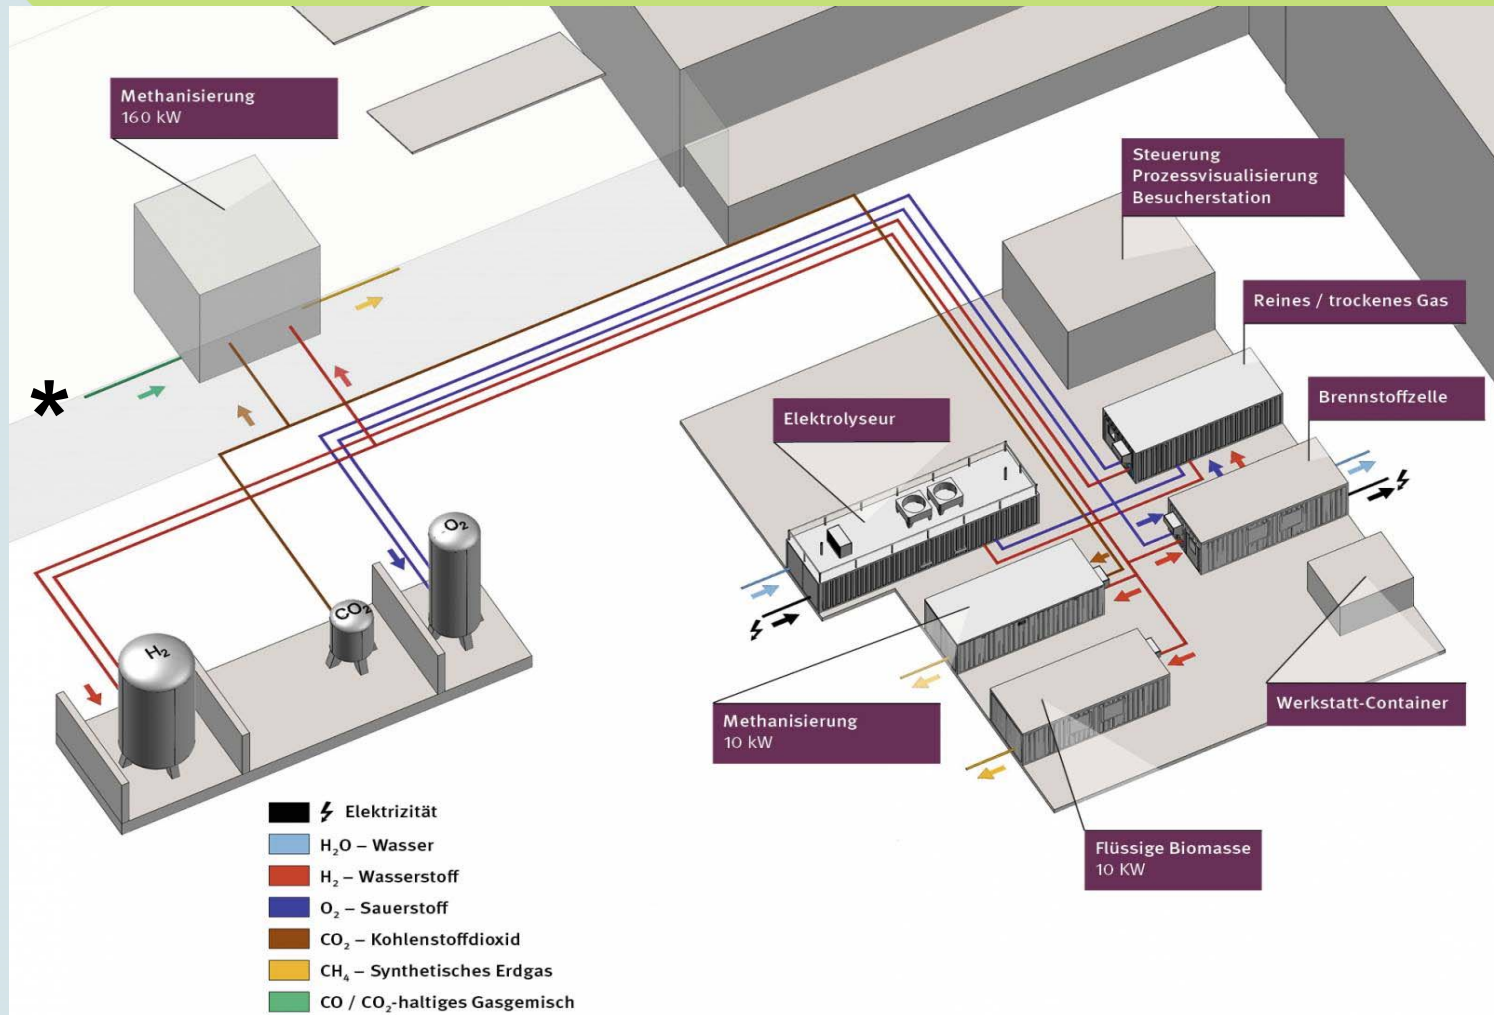 Methanisierung
160 kW
Steuerung
Prozessvisualisierung
Besucherstation
Reines / trockenes Gas
Brennstoffzelle
*
Elektrolyseur
O₂
CO₂
H₂
Werkstatt-Container
Methanisierung
10 kW
Flüssige Biomasse
10 KW
Elektrizität
H₂O – Wasser
H₂ – Wasserstoff
O₂ – Sauerstoff
CO₂ – Kohlenstoffdioxid
CH₄ – Synthetisches Erdgas
CO / CO₂-haltiges Gasgemisch